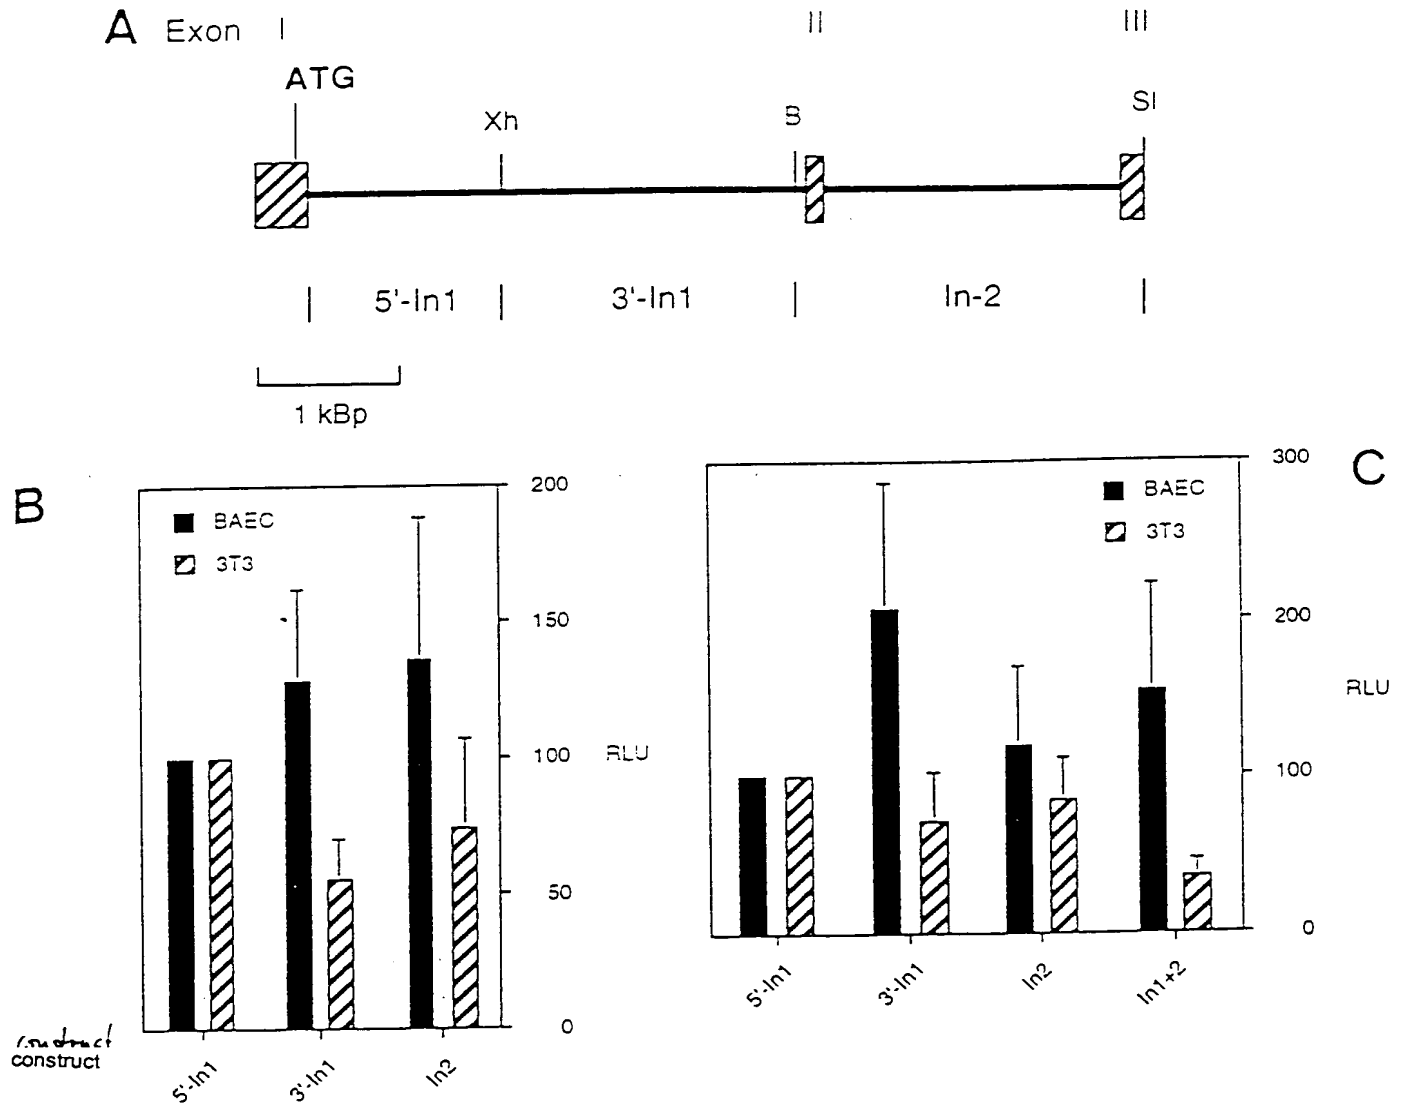 A Exon I II III
ATG
Xh B Sl
5'-In1 3'-In1 In-2
1 kBp
B
BAEC
3T3
200
150
100
50
0
RLU
construct
construct
5'-In1 3'-In1 In2
C
BAEC
3T3
300
200
100
0
RLU
5'-In1 3'-In1 In2 In1+2